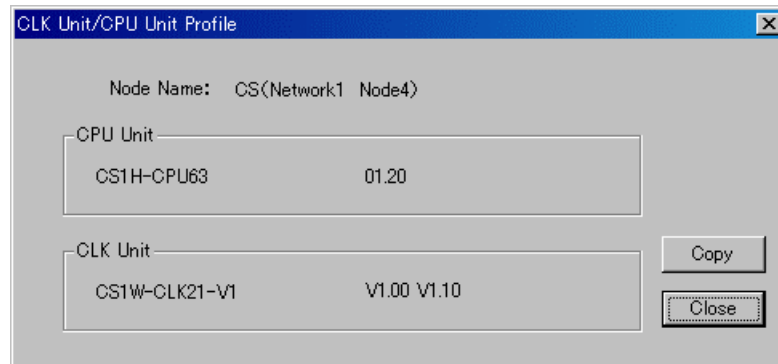 CLK Unit/CPU Unit Profile
Node Name: CS(Network1 Node4)
CPU Unit
CS1H-CPU63 01.20
CLK Unit
CS1W-CLK21-V1 V1.00 V1.10
Copy
Close